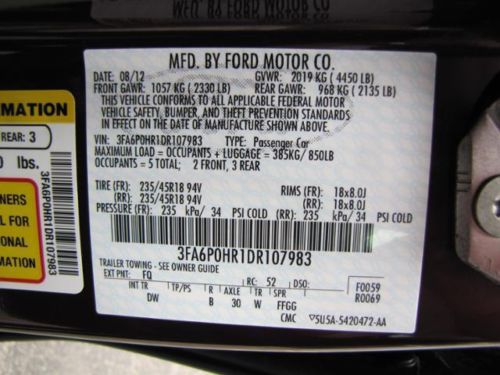 MFD. BY FORD MOTOR CO.
DATE: 08/12 GVWR: 2019 KG (4450 LB)
FRONT GAWR: 1057 KG (2330 LB) REAR GAWR: 968 KG (2135 LB)
THIS VEHICLE CONFORMS TO ALL APPLICABLE FEDERAL MOTOR
VEHICLE SAFETY, BUMPER, AND THEFT PREVENTION STANDARDS
IN EFFECT ON THE DATE OF MANUFACTURE SHOWN ABOVE.
VIN: 3FA6P0HR1DR107983 TYPE: Passenger Car
MAXIMUM LOAD = OCCUPANTS + LUGGAGE = 385KG/ 850LB
OCCUPANTS = 5 TOTAL: 2 FRONT, 3 REAR
TIRE (FR): 235/45R18 94V RIMS (FR): 18x8.0J
(RR): 235/45R18 94V (RR): 18x8.0J
PRESSURE (FR): 235 kPa/ 34 PSI COLD (RR): 235 kPa/ 34 PSI COLD
3FA6P0HR1DR107983
TRAILER TOWING - SEE OWNER GUIDE
EXT PNT: FQ RC: 52 DSO: F0059
INT TR TP/PS R AXLE TR SPR R0069
DW B 30 W FFGG
CMC 5U5A-5420472-AA
RMATION
REAR: 3
0 lbs.
WNERS
L FOR
IONAL
ATION
3FA6P0HR1DR107983